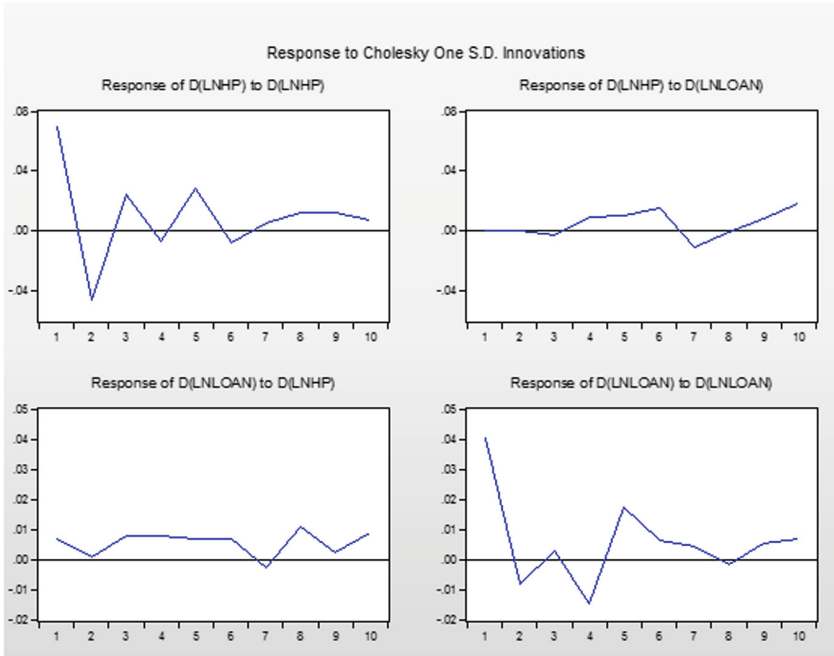 Response to Cholesky One S.D. Innovations
Response of D(LNHP) to D(LNHP)
.08
.04
.00
-.04
1 2 3 4 5 6 7 8 9 10
Response of D(LNHP) to D(LNLOAN)
.08
.04
.00
-.04
1 2 3 4 5 6 7 8 9 10
Response of D(LNLOAN) to D(LNHP)
.05
.04
.03
.02
.01
.00
-.01
-.02
1 2 3 4 5 6 7 8 9 10
Response of D(LNLOAN) to D(LNLOAN)
.05
.04
.03
.02
.01
.00
-.01
-.02
1 2 3 4 5 6 7 8 9 10